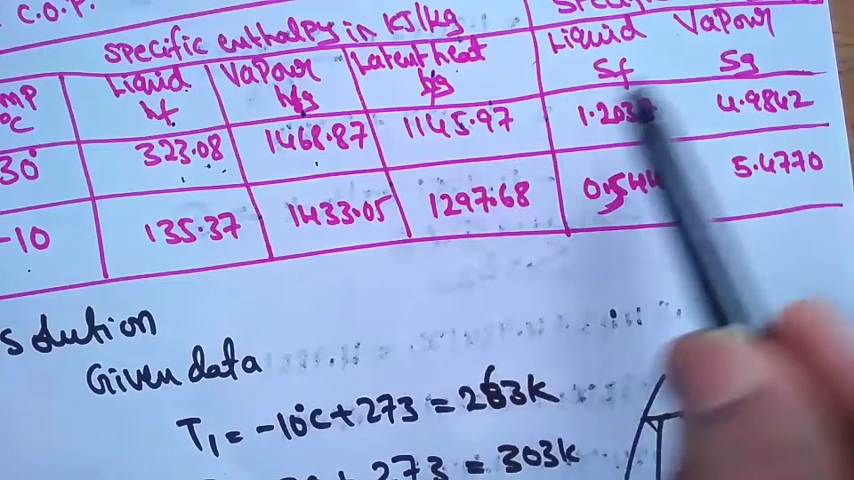 C.O.P.
Specific enthalpy in KJ/kg
Liquid Vapour Latent heat Liquid Vapour
°C hf hfg hfg Sf Sg
30° 323.08 1468.87 1145.97 4.9842
-10 135.37 1433.05 1297.68 5.4770
Solution
Given data
T1 = -10°C + 273 = 263k
+ 273 = 303k